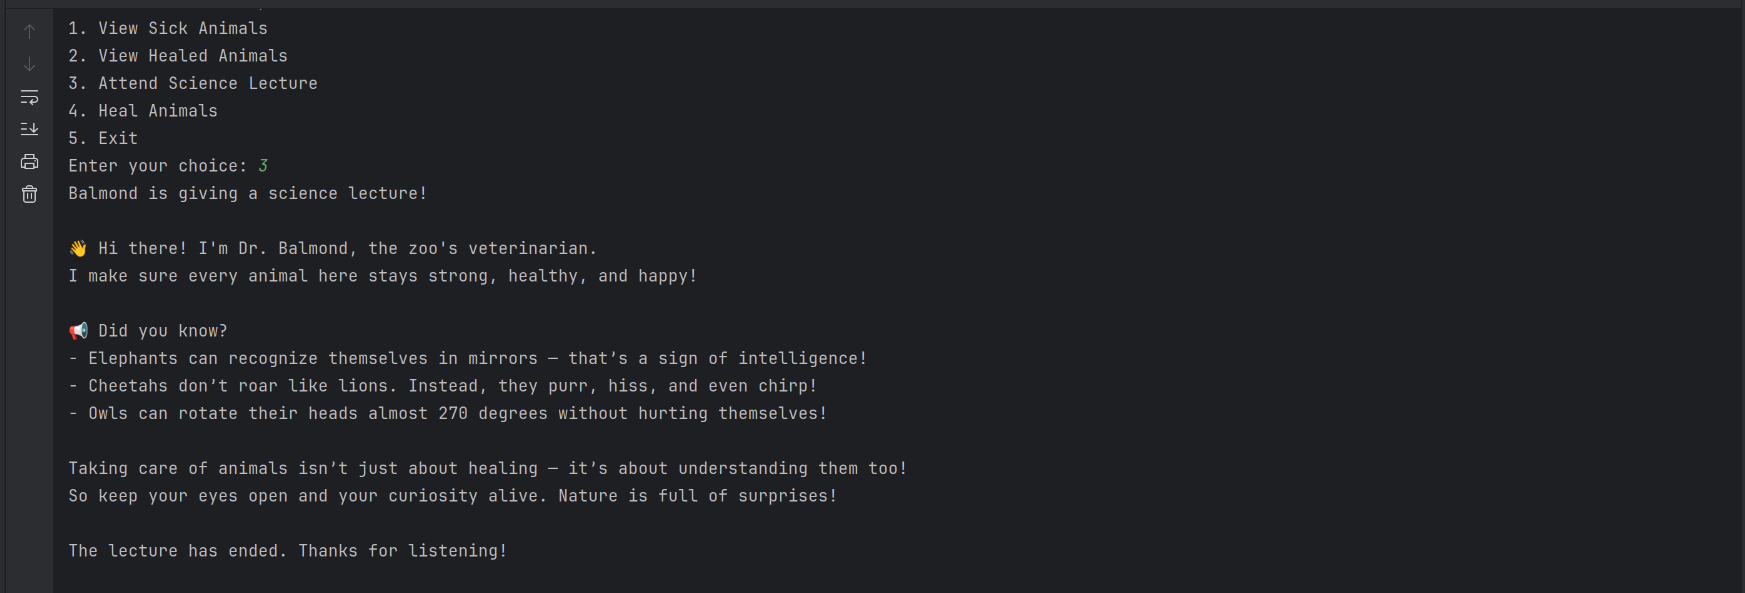 1. View Sick Animals
2. View Healed Animals
3. Attend Science Lecture
4. Heal Animals
5. Exit
Enter your choice: 3
Balmond is giving a science lecture!
👋 Hi there! I'm Dr. Balmond, the zoo's veterinarian.
I make sure every animal here stays strong, healthy, and happy!
📢 Did you know?
- Elephants can recognize themselves in mirrors — that’s a sign of intelligence!
- Cheetahs don’t roar like lions. Instead, they purr, hiss, and even chirp!
- Owls can rotate their heads almost 270 degrees without hurting themselves!
Taking care of animals isn’t just about healing — it’s about understanding them too!
So keep your eyes open and your curiosity alive. Nature is full of surprises!
The lecture has ended. Thanks for listening!